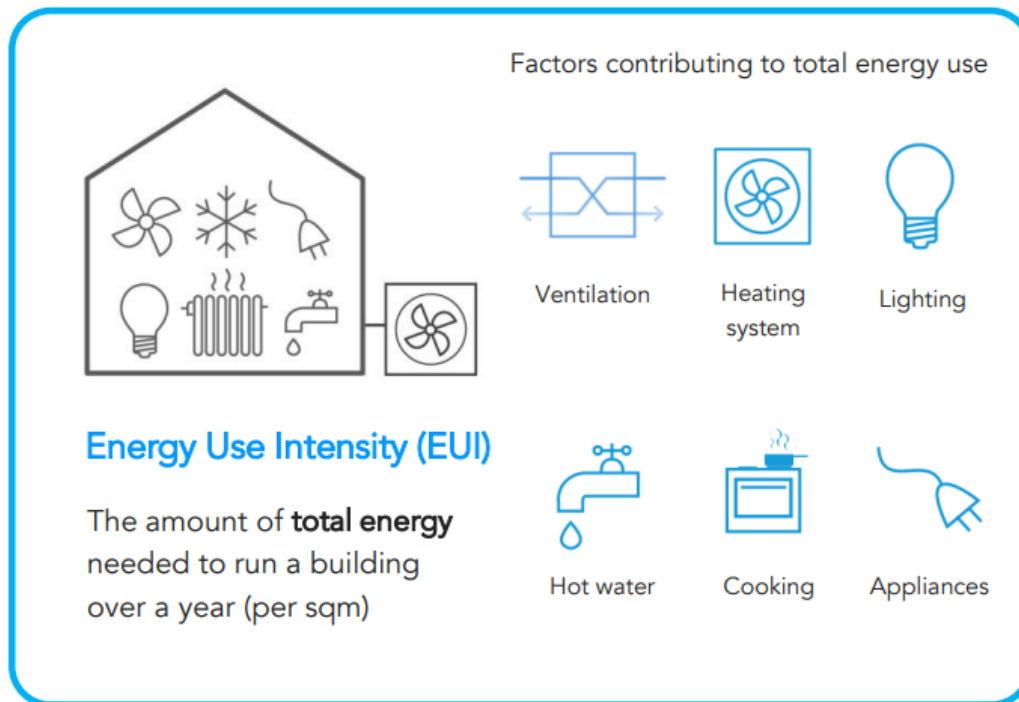 Factors contributing to total energy use
Ventilation
Heating
system
Lighting
Energy Use Intensity (EUI)
The amount of total energy
needed to run a building
over a year (per sqm)
Hot water
Cooking
Appliances